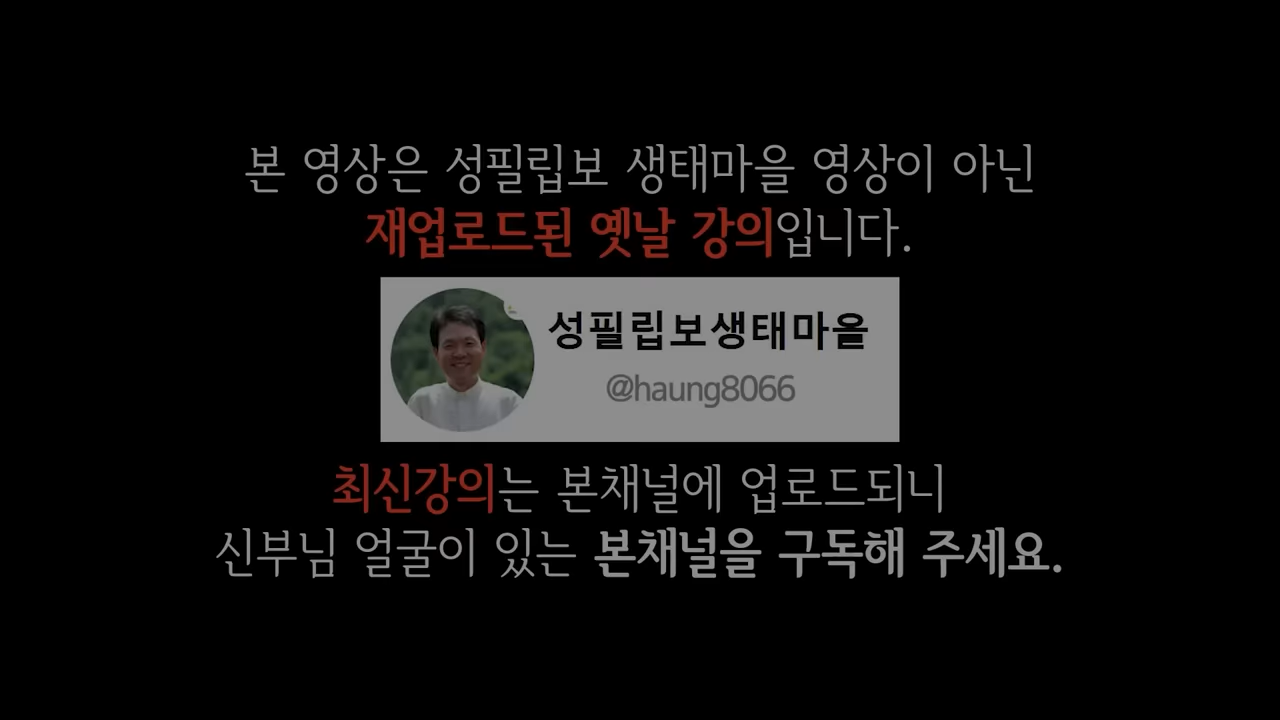 본 영상은 성필립보 생태마을 영상이 아닌
재업로드된 옛날 강의입니다.
성필립보생태마을
@haung8066
최신강의는 본채널에 업로드되니
신부님 얼굴이 있는 본채널을 구독해 주세요.